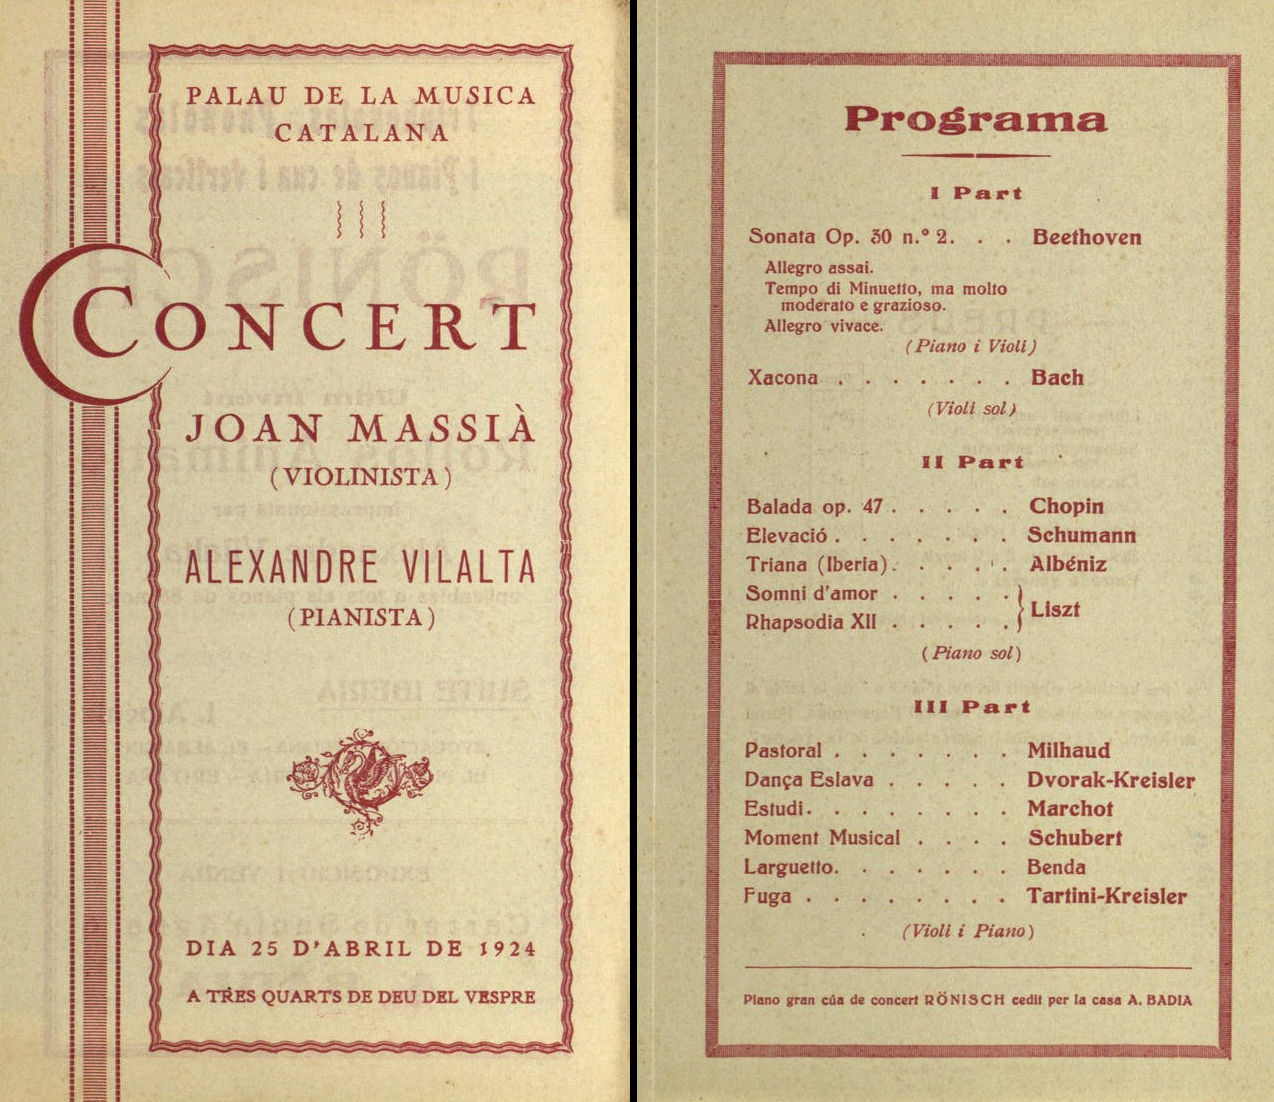 PALAU DE LA MUSICA
CATALANA
CONCERT
JOAN MASSIÀ
(VIOLINISTA)
ALEXANDRE VILALTA
(PIANISTA)
DIA 25 D'ABRIL DE 1924
A TRES QUARTS DE DEU DEL VESPRE
Programa
I Part
Sonata Op. 30 n.º 2. . . Beethoven
Allegro assai.
Tempo di Minuetto, ma molto
moderato e grazioso.
Allegro vivace.
(Piano i Violi)
Xacona . . . . . . . Bach
(Violi sol)
II Part
Balada op. 47 . . . . . Chopin
Elevació . . . . . . . Schumann
Triana (Iberia) . . . . . Albéniz
Somni d'amor . . . . .
Rhapsodia XII . . . . . } Liszt
(Piano sol)
III Part
Pastoral . . . . . . . Milhaud
Dança Eslava . . . . . Dvorak-Kreisler
Estudi . . . . . . . . Marchot
Moment Musical . . . . Schubert
Larguetto. . . . . . . Benda
Fuga . . . . . . . . Tartini-Kreisler
(Violi i Piano)
Piano gran cúa de concert RÖNISCH cedit per la casa A. BADIA